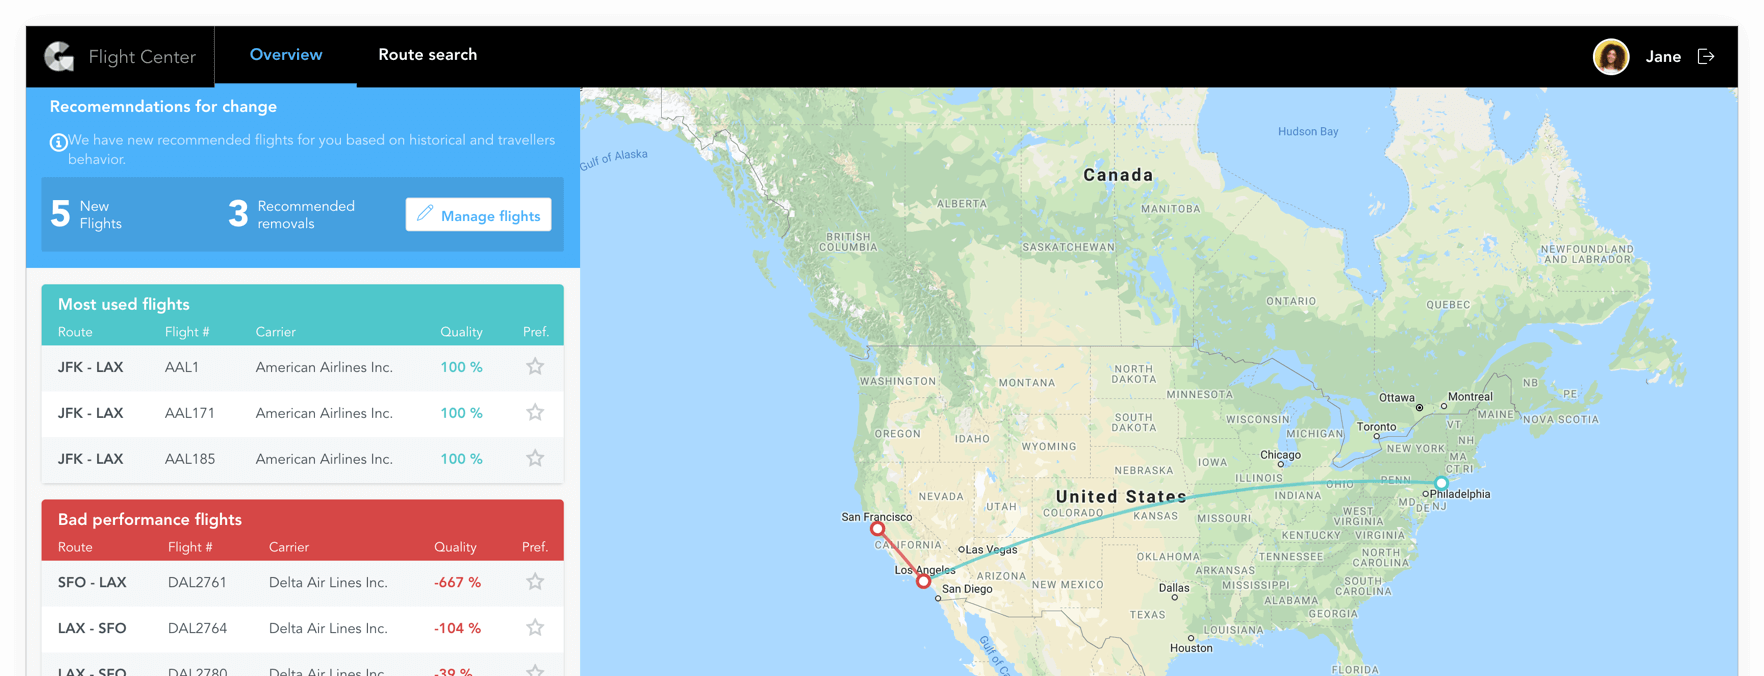 Flight Center
Overview
Route search
Jane
Recomemndations for change
We have new recommended flights for you based on historical and travellers
behavior.
5 New Flights
3 Recommended removals
Manage flights
Most used flights
Route Flight # Carrier Quality Pref.
JFK - LAX AAL1 American Airlines Inc. 100 %
JFK - LAX AAL171 American Airlines Inc. 100 %
JFK - LAX AAL185 American Airlines Inc. 100 %
Bad performance flights
Route Flight # Carrier Quality Pref.
SFO - LAX DAL2761 Delta Air Lines Inc. -667 %
LAX - SFO DAL2764 Delta Air Lines Inc. -104 %
LAX - SFO DAL2780 Delta Air Lines Inc. -39 %
Hudson Bay
Gulf of Alaska
Canada
ALBERTA
MANITOBA
BRITISH
COLUMBIA
SASKATCHEWAN
NEWFOUNDLAND
AND LABRADOR
ONTARIO
QUEBEC
WASHINGTON
MONTANA
NORTH
DAKOTA
MINNESOTA
NB
PE
Ottawa
Montreal
MAINE
NOVA SCOTIA
OREGON
IDAHO
WYOMING
SOUTH
DAKOTA
WISCONSIN
MICHIGAN
Toronto
VT
NH
NEW YORK
MA
CT RI
Chicago
IOWA
NEBRASKA
ILLINOIS
INDIANA
OHIO
PENN
Philadelphia
MD
DE
NJ
NEVADA
UTAH
United States
COLORADO
KANSAS
MISSOURI
WEST
VIRGINIA
KENTUCKY
VIRGINIA
San Francisco
CALIFORNIA
Las Vegas
Los Angeles
San Diego
ARIZONA
NEW MEXICO
OKLAHOMA
ARKANSAS
TENNESSEE
NORTH
CAROLINA
MISSISSIPPI
SOUTH
CAROLINA
Dallas
ALABAMA
GEORGIA
TEXAS
LOUISIANA
Houston
FLORIDA
Gulf of C